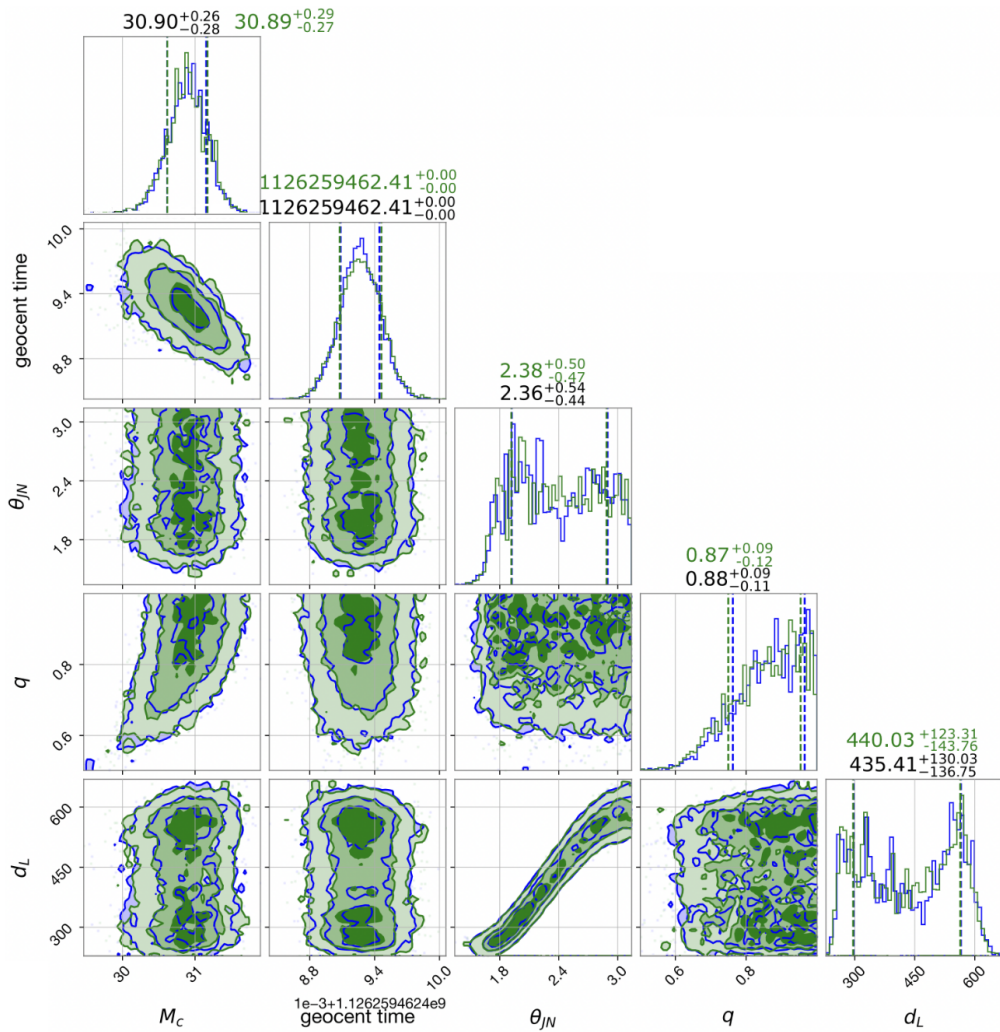 30.90+0.26−0.28 30.89+0.29−0.27
1126259462.41+0.00−0.00
1126259462.41+0.00−0.00
10.0
9.4
8.8
geocent time
2.38+0.50−0.47
2.36+0.54−0.44
3.0
2.4
1.8
θJN
0.87+0.09−0.12
0.88+0.09−0.11
0.8
0.6
q
440.03+123.31−143.76
435.41+130.03−136.75
600
450
300
dL
30 31 8.8 9.4 10.0 1.8 2.4 3.0 0.6 0.8 300 450 600
1e−3+1.1262594624e9
Mc geocent time θJN q dL